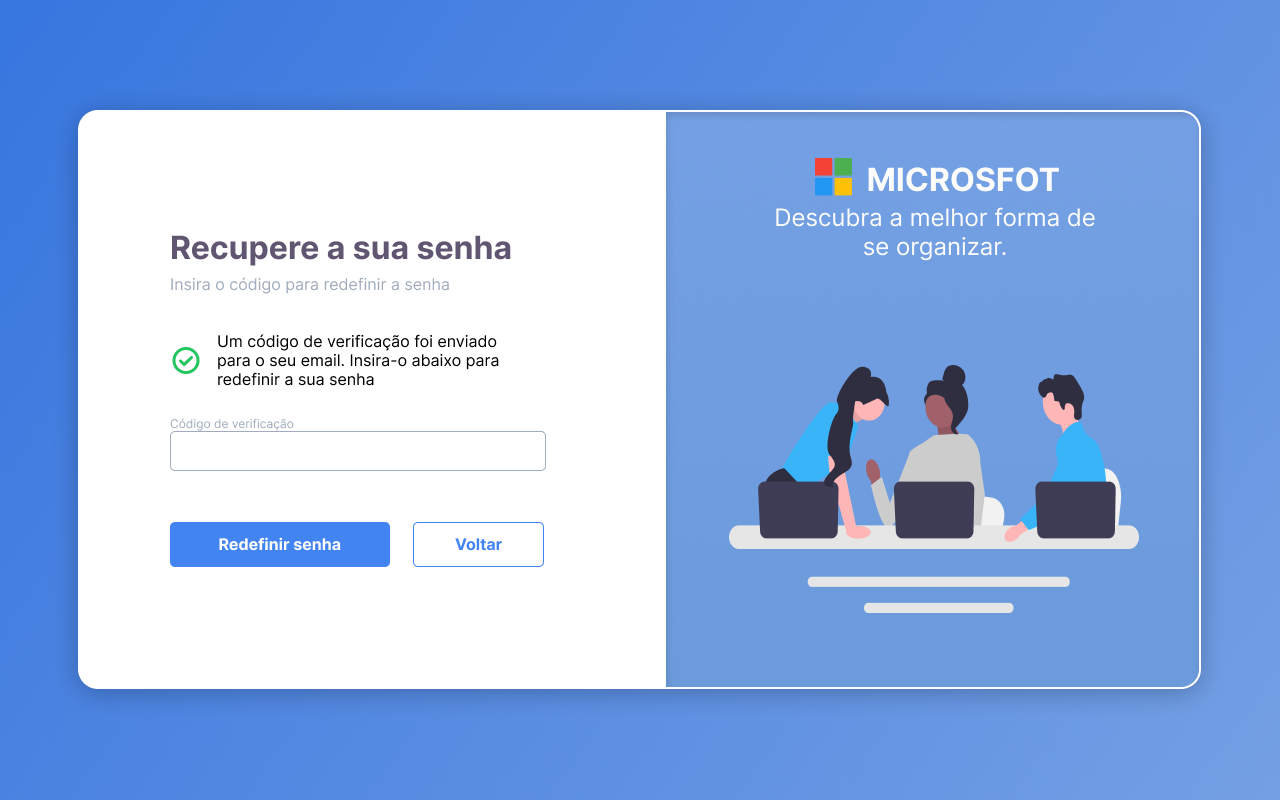 Recupere a sua senha
Insira o código para redefinir a senha
Um código de verificação foi enviado
para o seu email. Insira-o abaixo para
redefinir a sua senha
Código de verificação
Redefinir senha
Voltar
MICROSFOT
Descubra a melhor forma de
se organizar.